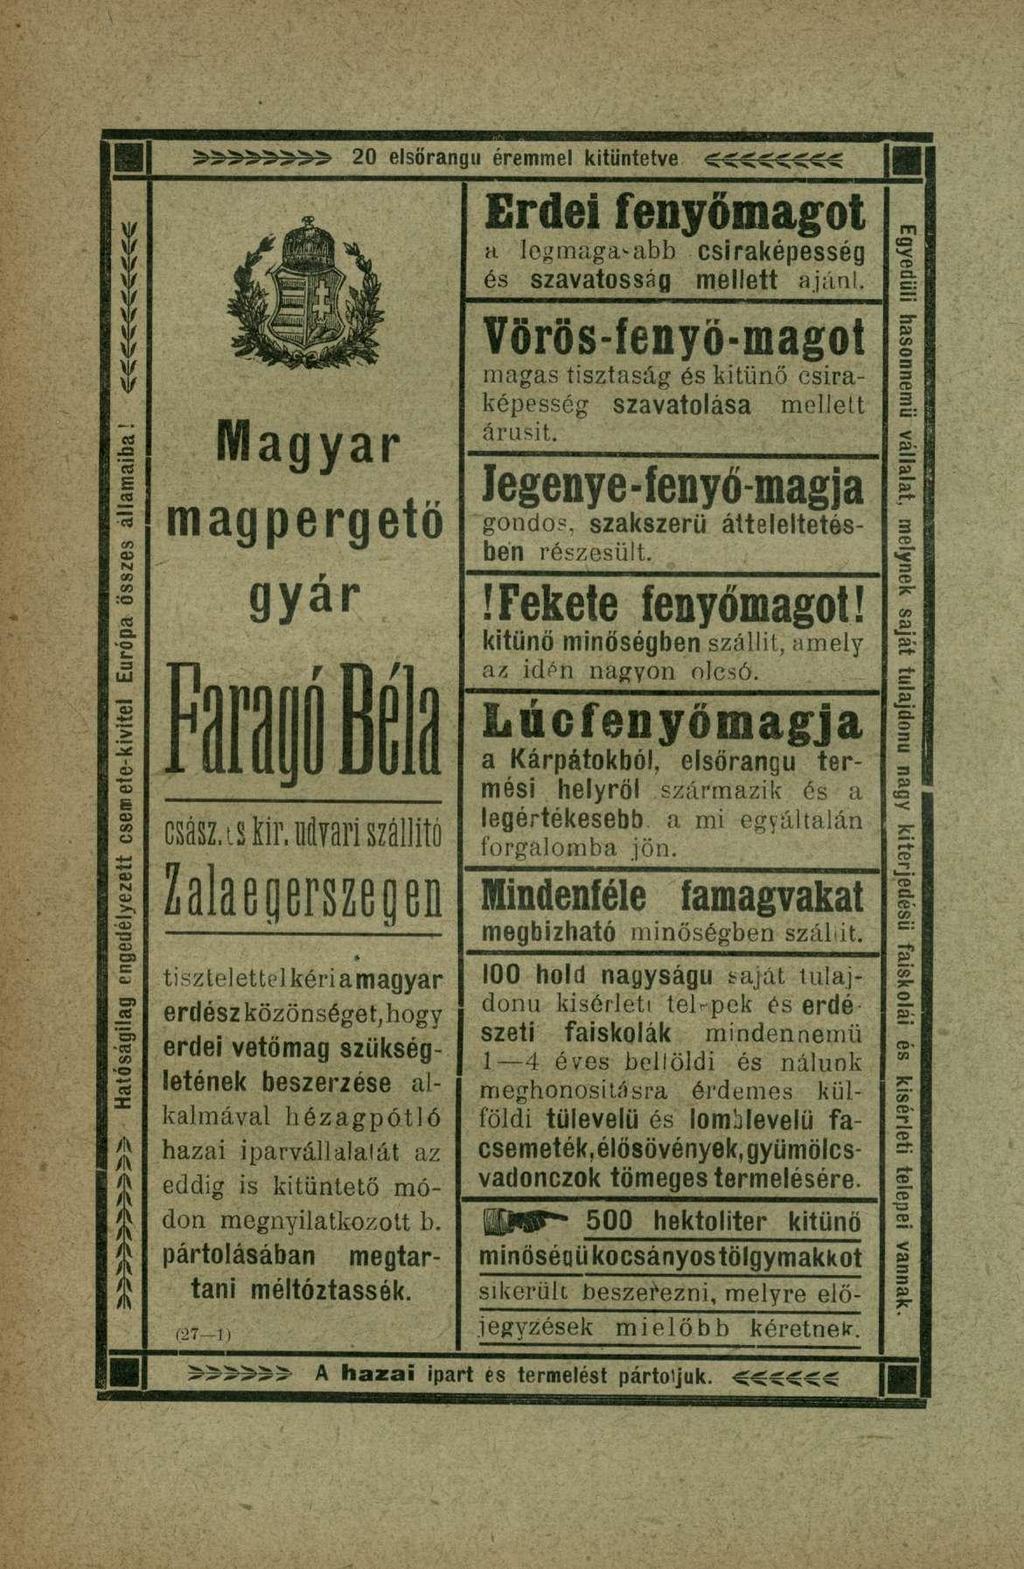 20 elsőrangu éremmel kitüntetve
Hatóságilag engedélyezett csemete-kivitel Európa összes államaiba!
Magyar
magpergető
gyár
Faragó Béla
csász. és kir. udvari szállitó
Zalaegerszegen
tisztelettel kéri a magyar
erdészközönséget, hogy
erdei vetőmag szükség-
letének beszerzése al-
kalmával hézagpótló
hazai iparvállalatát az
eddig is kitüntető mó-
don megnyilatkozott b.
pártolásában megtar-
tani méltóztassék.
(27—1)
Erdei fenyőmagot
a legmagasabb csiraképesség
és szavatosság mellett ajánl.
Vörös-fenyő-magot
magas tisztaság és kitünő csira-
képesség szavatolása mellett
árusit.
Jegenye-fenyő-magja
gondos, szakszerü átteleltetés-
ben részesült.
!Fekete fenyőmagot!
kitünő minőségben szállit, amely
az idén nagyon olcsó.
Lúcfenyőmagja
a Kárpátokból, elsőrangu ter-
mési helyről származik és a
legértékesebb a mi egyáltalán
forgalomba jön.
Mindenféle famagvakat
megbizható minőségben szállit.
100 hold nagyságu saját tulaj-
donu kisérleti telepek és erdé-
szeti faiskolák mindennemü
1—4 éves belföldi és nálunk
meghonositásra érdemes kül-
földi tülevelü és lomblevelü fa-
csemeték, élősövények, gyümölcs-
vadonczok tömeges termelésére.
500 hektoliter kitünő
minőségü kocsányos tölgymakkot
sikerült beszerezni, melyre elő-
jegyzések mielőbb kéretnek.
Egyedüli hasonnemü vállalat, melynek saját tulajdonu nagy kiterjedésü faiskolái és kisérleti telepei vannak.
A hazai ipart és termelést pártoljuk.